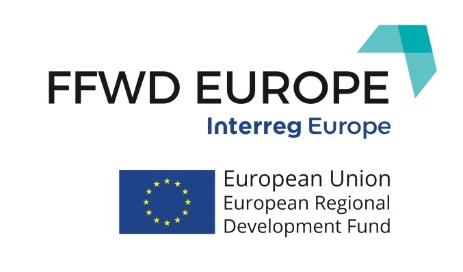 FFWD EUROPE
Interreg Europe
European Union
European Regional
Development Fund